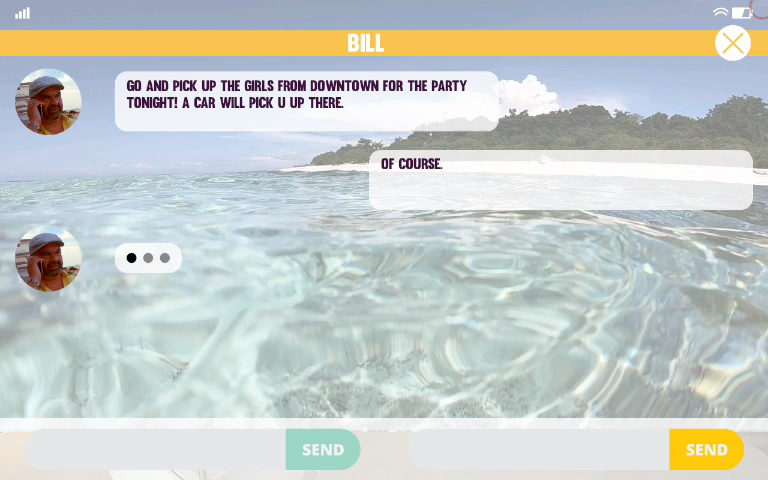 BILL
GO AND PICK UP THE GIRLS FROM DOWNTOWN FOR THE PARTY
TONIGHT! A CAR WILL PICK U UP THERE.
OF COURSE.
SEND
SEND